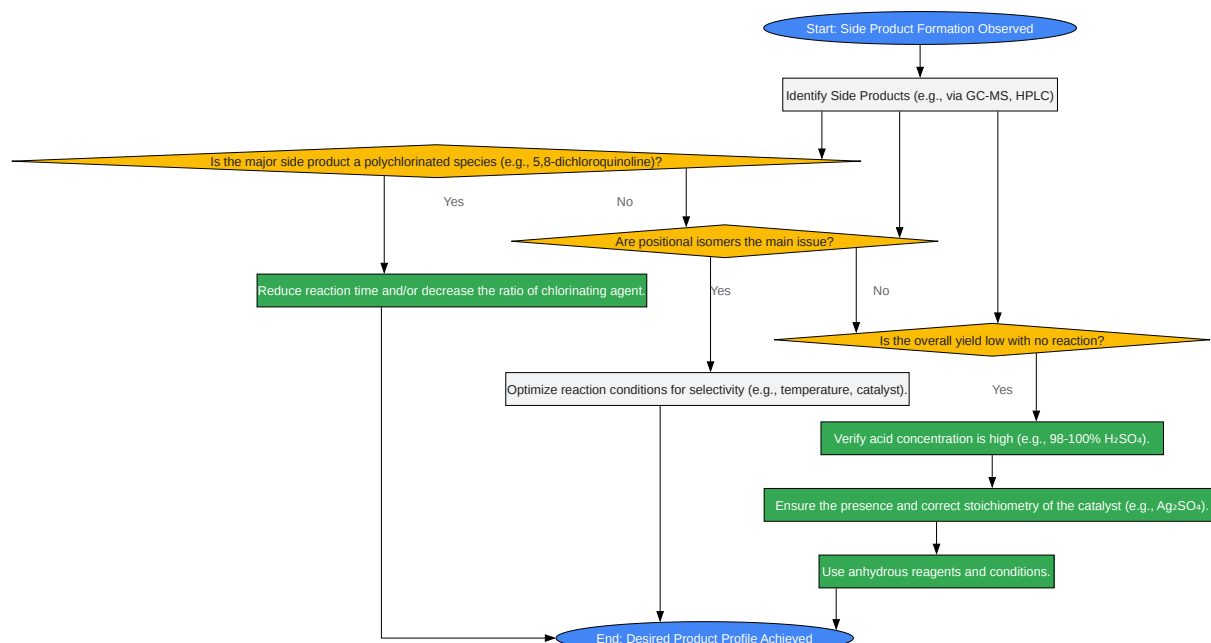 Start: Side Product Formation Observed
Identify Side Products (e.g., via GC-MS, HPLC)
Is the major side product a polychlorinated species (e.g., 5,8-dichloroquinoline)?
Yes
No
Are positional isomers the main issue?
Reduce reaction time and/or decrease the ratio of chlorinating agent.
Yes
No
Is the overall yield low with no reaction?
Optimize reaction conditions for selectivity (e.g., temperature, catalyst).
Yes
Verify acid concentration is high (e.g., 98-100% H₂SO₄).
Ensure the presence and correct stoichiometry of the catalyst (e.g., Ag₂SO₄).
Use anhydrous reagents and conditions.
End: Desired Product Profile Achieved